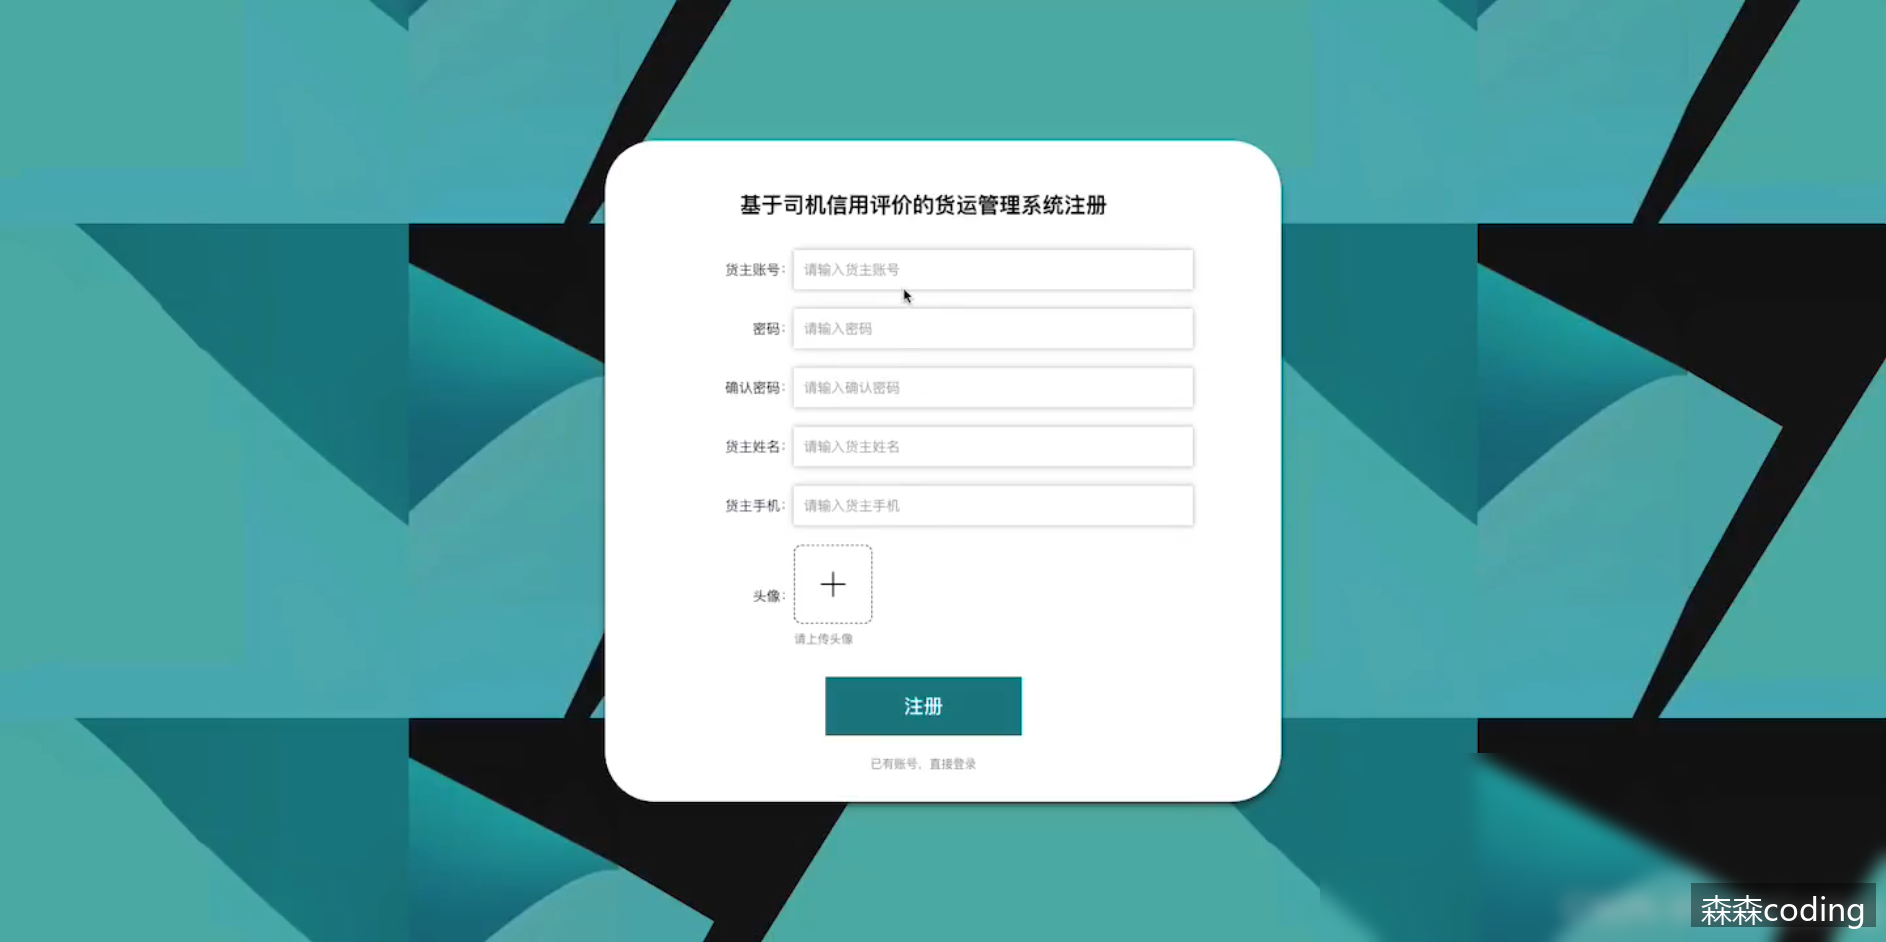 基于司机信用评价的货运管理系统注册
货主账号：
请输入货主账号
密码：
请输入密码
确认密码：
请输入确认密码
货主姓名：
请输入货主姓名
货主手机：
请输入货主手机
头像：
请上传头像
注册
已有账号，直接登录
森森coding